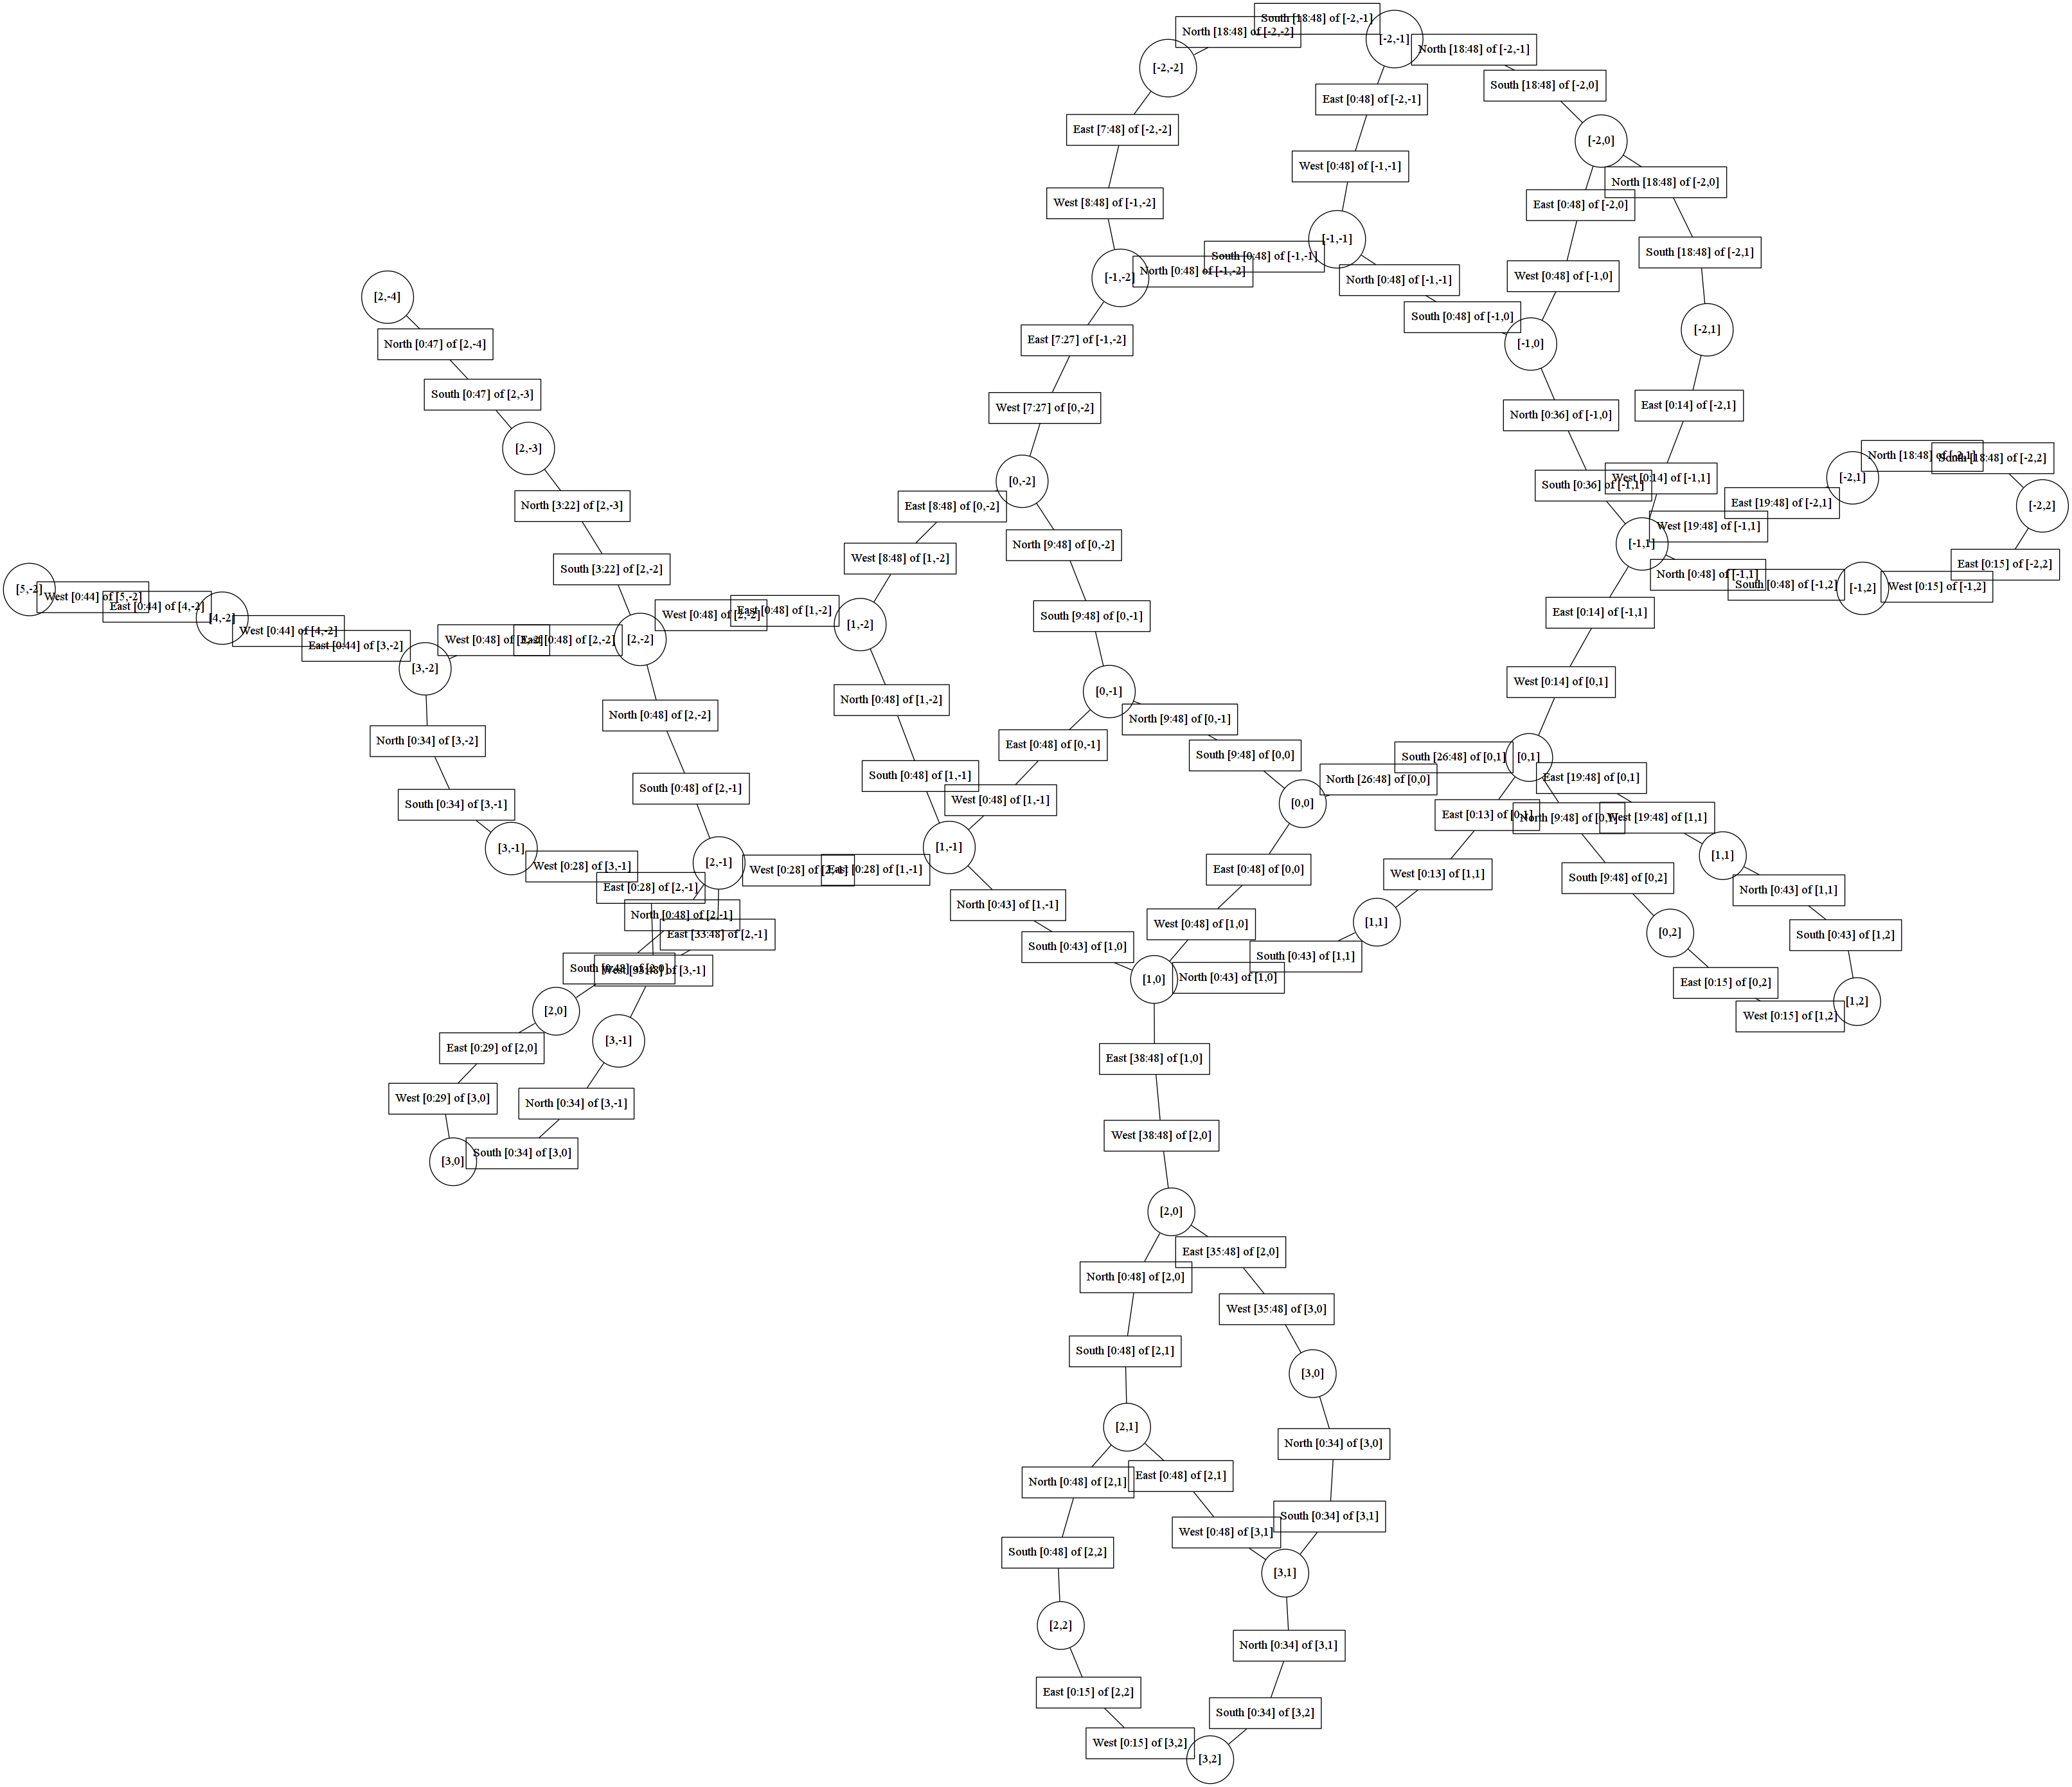 South [18:48] of [-2,-1]
North [18:48] of [-2,-2]
[-2,-1]
North [18:48] of [-2,-1]
[-2,-2]
South [18:48] of [-2,0]
East [0:48] of [-2,-1]
East [7:48] of [-2,-2]
[-2,0]
West [0:48] of [-1,-1]
North [18:48] of [-2,0]
West [8:48] of [-1,-2]
East [0:48] of [-2,0]
[-1,-1]
South [18:48] of [-2,1]
South [0:48] of [-1,-1]
North [0:48] of [-1,-2]
[-1,-2]
West [0:48] of [-1,0]
North [0:48] of [-1,-1]
[2,-4]
South [0:48] of [-1,0]
[-2,1]
East [7:27] of [-1,-2]
North [0:47] of [2,-4]
[-1,0]
South [0:47] of [2,-3]
East [0:14] of [-2,1]
West [7:27] of [0,-2]
North [0:36] of [-1,0]
[2,-3]
North [18:48] of [-2,1]
South [18:48] of [-2,2]
[-2,1]
West [0:14] of [-1,1]
[0,-2]
South [0:36] of [-1,1]
East [19:48] of [-2,1]
North [3:22] of [2,-3]
East [8:48] of [0,-2]
[-2,2]
West [19:48] of [-1,1]
[-1,1]
North [9:48] of [0,-2]
West [8:48] of [1,-2]
East [0:15] of [-2,2]
South [3:22] of [2,-2]
North [0:48] of [-1,1]
South [0:48] of [-1,2]
[-1,2]
West [0:15] of [-1,2]
[5,-2]
West [0:44] of [5,-2]
East [0:44] of [4,-2]
[4,-2]
East [0:48] of [1,-2]
West [0:48] of [2,-2]
East [0:14] of [-1,1]
South [9:48] of [0,-1]
[1,-2]
West [0:44] of [4,-2]
East [0:44] of [3,-2]
West [0:48] of [3,-2]
East [0:48] of [2,-2]
[2,-2]
[3,-2]
West [0:14] of [0,1]
[0,-1]
North [0:48] of [1,-2]
North [0:48] of [2,-2]
North [9:48] of [0,-1]
North [0:34] of [3,-2]
East [0:48] of [0,-1]
South [9:48] of [0,0]
South [26:48] of [0,1]
[0,1]
South [0:48] of [1,-1]
North [26:48] of [0,0]
East [19:48] of [0,1]
South [0:48] of [2,-1]
West [0:48] of [1,-1]
[0,0]
South [0:34] of [3,-1]
East [0:13] of [0,1]
North [9:48] of [0,1]
West [19:48] of [1,1]
[3,-1]
[1,-1]
[1,1]
West [0:28] of [3,-1]
[2,-1]
West [0:28] of [2,-1]
East [0:28] of [1,-1]
East [0:48] of [0,0]
West [0:13] of [1,1]
South [9:48] of [0,2]
East [0:28] of [2,-1]
North [0:43] of [1,1]
North [0:43] of [1,-1]
North [0:48] of [2,-1]
West [0:48] of [1,0]
[1,1]
East [33:48] of [2,-1]
[0,2]
South [0:43] of [1,2]
South [0:43] of [1,0]
South [0:43] of [1,1]
South [0:48] of [2,0]
West [33:48] of [3,-1]
[1,0]
North [0:43] of [1,0]
East [0:15] of [0,2]
[1,2]
[2,0]
West [0:15] of [1,2]
[3,-1]
East [0:29] of [2,0]
East [38:48] of [1,0]
West [0:29] of [3,0]
North [0:34] of [3,-1]
West [38:48] of [2,0]
South [0:34] of [3,0]
[3,0]
[2,0]
East [35:48] of [2,0]
North [0:48] of [2,0]
West [35:48] of [3,0]
South [0:48] of [2,1]
[3,0]
[2,1]
North [0:34] of [3,0]
East [0:48] of [2,1]
North [0:48] of [2,1]
South [0:34] of [3,1]
West [0:48] of [3,1]
South [0:48] of [2,2]
[3,1]
[2,2]
North [0:34] of [3,1]
East [0:15] of [2,2]
South [0:34] of [3,2]
West [0:15] of [3,2]
[3,2]